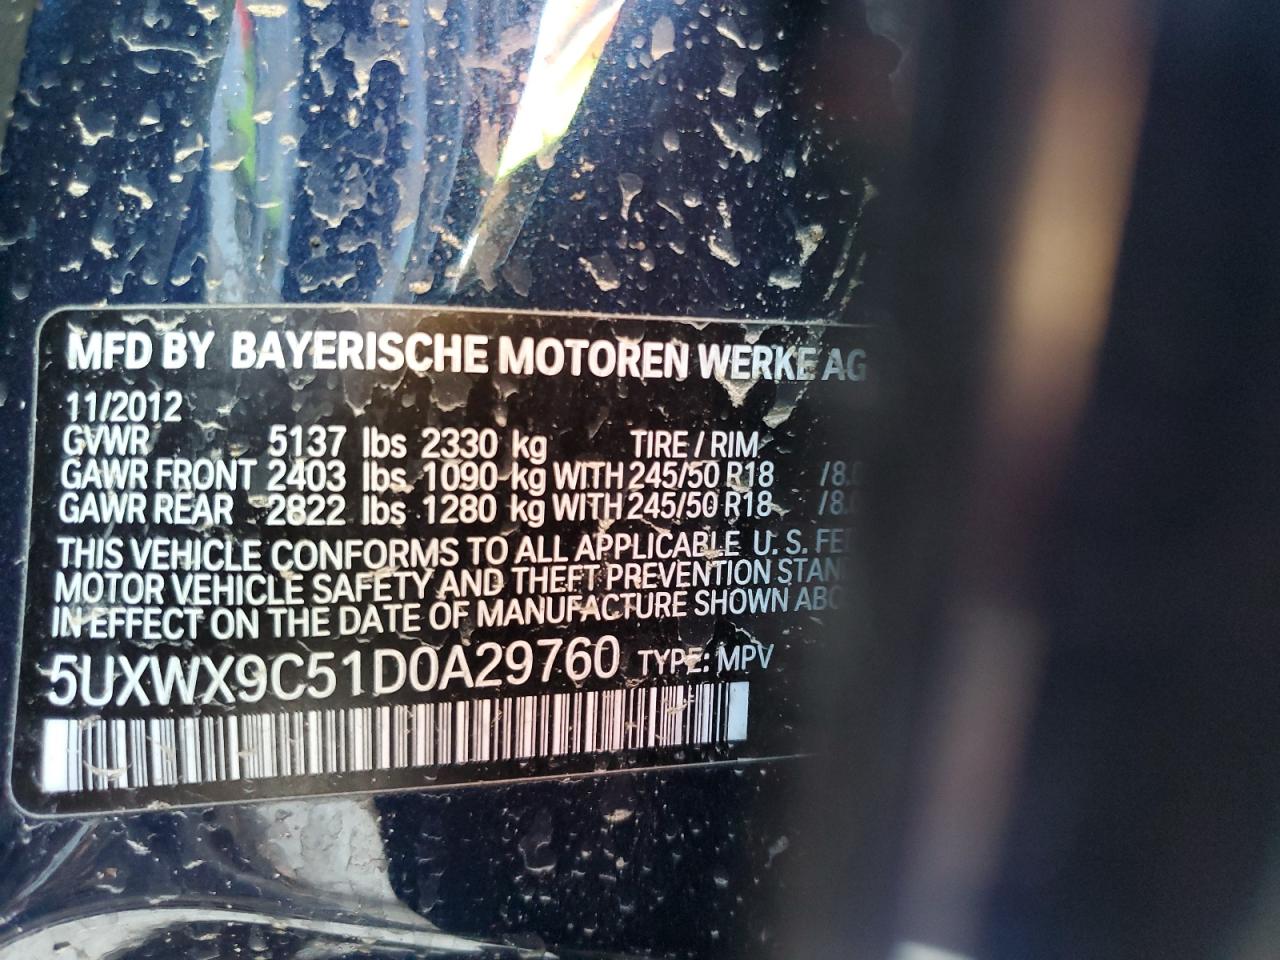 MFD BY BAYERISCHE MOTOREN WERKE AG
11/2012
GVWR 5137 lbs 2330 kg TIRE / RIM
GAWR FRONT 2403 lbs 1090 kg WITH 245/50 R18 /8.
GAWR REAR 2822 lbs 1280 kg WITH 245/50 R18 /8.
THIS VEHICLE CONFORMS TO ALL APPLICABLE U. S.
MOTOR VEHICLE SAFETY AND THEFT PREVENTION
IN EFFECT ON THE DATE OF MANUFACTURE SHOWN
5UXWX9C51D0A29760 TYPE: MPV